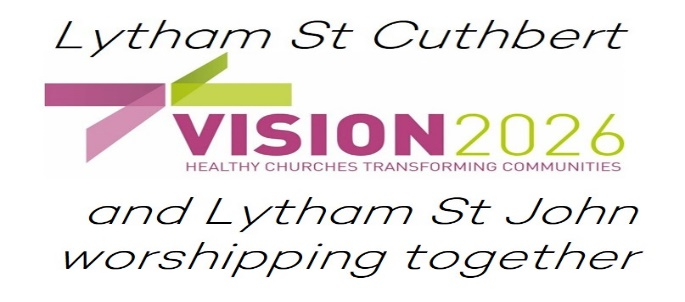 Lytham St Cuthbert
VISION2026
HEALTHY CHURCHES TRANSFORMING COMMUNITIES
and Lytham St John
worshipping together